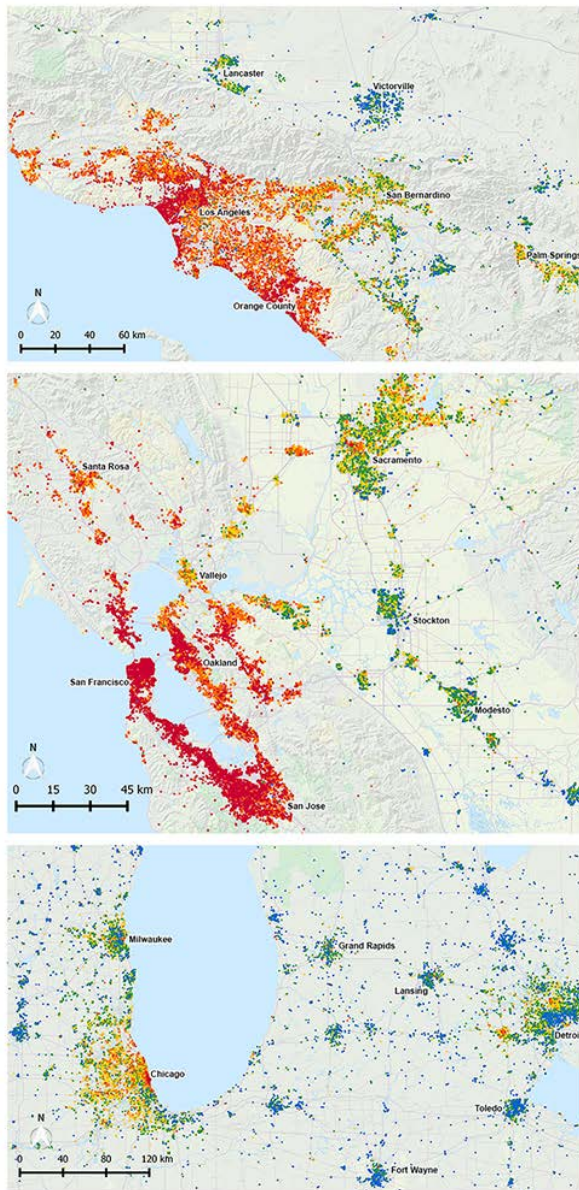 Lancaster
Victorville
San Bernardino
Los Angeles
Palm Springs
Orange County
N
0 20 40 60 km
Santa Rosa
Sacramento
Vallejo
Stockton
Oakland
San Francisco
Modesto
N
San Jose
0 15 30 45 km
Milwaukee
Grand Rapids
Lansing
Detroi
Chicago
Toledo
N
Fort Wayne
0 40 80 120 km